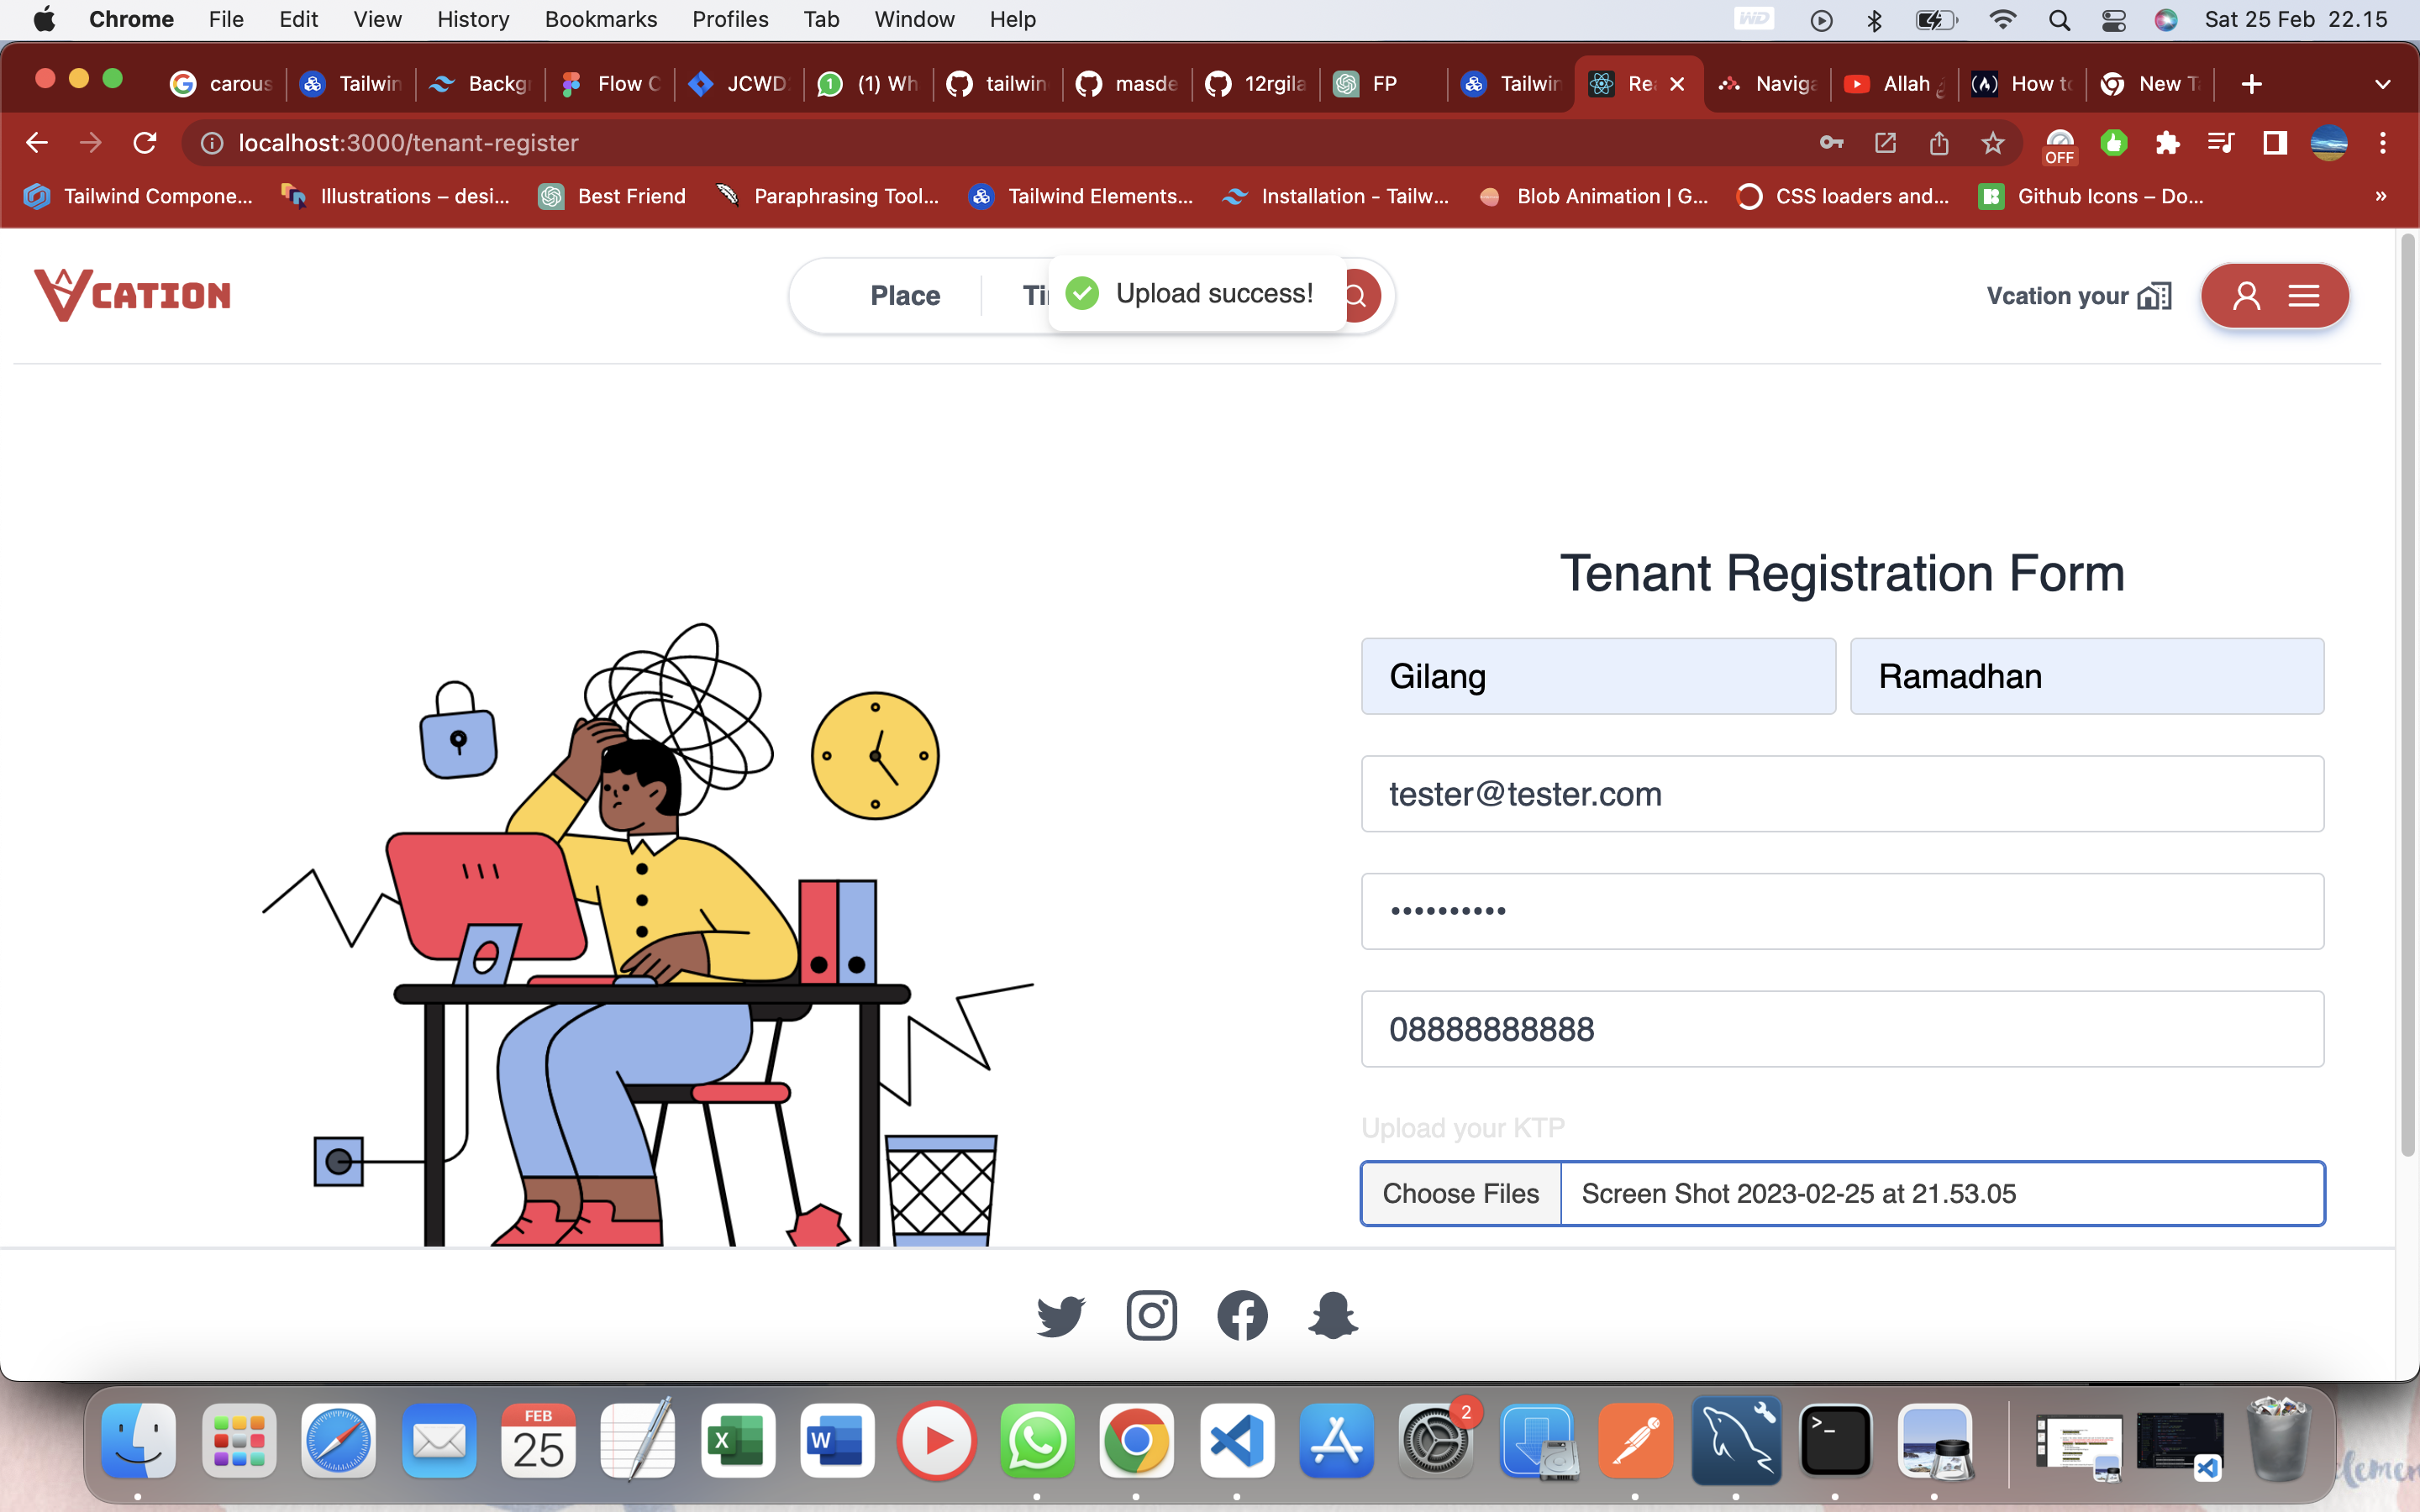 Chrome File Edit View History Bookmarks Profiles Tab Window Help WD Sat 25 Feb 22.15
carous Tailwin Backg Flow C JCWD (1) Wh tailwin masde 12rgila FP Tailwin Re Naviga Allah How to New T
localhost:3000/tenant-register OFF
Tailwind Compone... Illustrations – desi... Best Friend Paraphrasing Tool... Tailwind Elements... Installation - Tailw... Blob Animation | G... CSS loaders and... Github Icons – Do... »
VCATION Place Ti Upload success! Vcation your
Tenant Registration Form
Gilang Ramadhan
tester@tester.com
••••••••••
08888888888
Upload your KTP
Choose Files Screen Shot 2023-02-25 at 21.53.05
FEB
25
X
W
2
>_